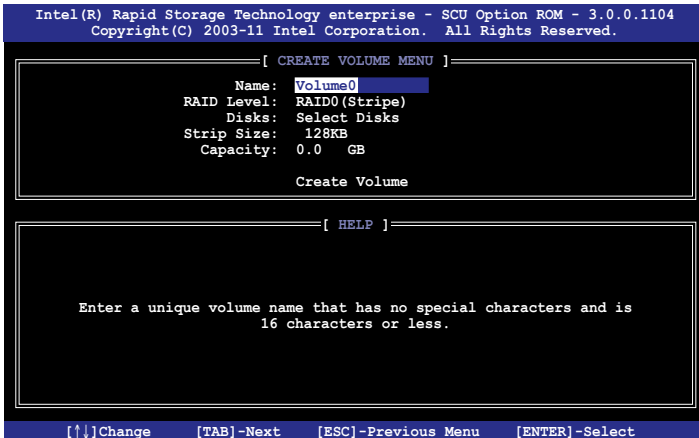 Intel(R) Rapid Storage Technology enterprise - SCU Option ROM - 3.0.0.1104
Copyright(C) 2003-11 Intel Corporation. All Rights Reserved.
[ CREATE VOLUME MENU ]
Name: Volume0
RAID Level: RAID0(Stripe)
Disks: Select Disks
Strip Size: 128KB
Capacity: 0.0 GB
Create Volume
[ HELP ]
Enter a unique volume name that has no special characters and is
16 characters or less.
[↑↓]Change [TAB]-Next [ESC]-Previous Menu [ENTER]-Select